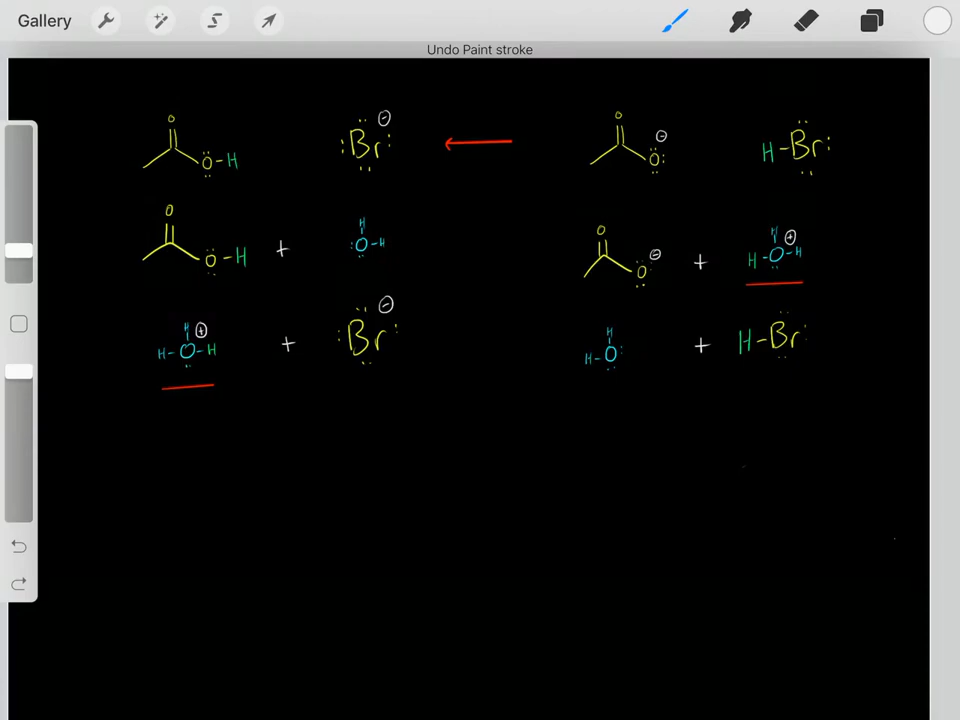 Gallery
Undo Paint stroke
O O
:Br: ⊖ ⊖
O-H O: H-Br:
O H O H ⊕
O-H + :O-H O: ⊖ + H-O-H
H ⊕ ⊖ H
H-O-H + :Br: H-O: + H-Br: